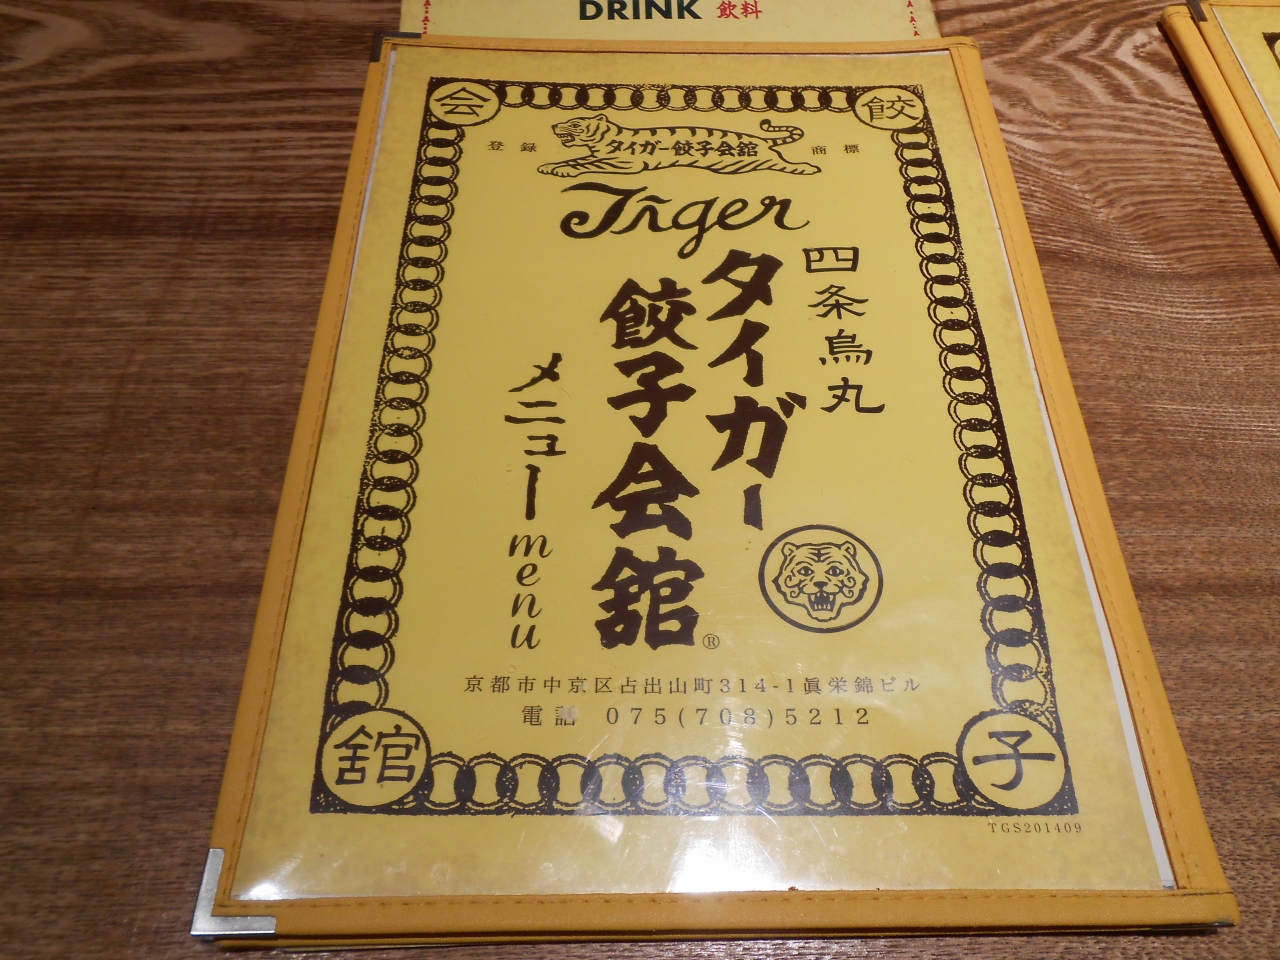 DRINK 飲料
会
餃
登録
タイガー餃子会舘
商標
Tiger
四条烏丸
タイガー
餃子会舘
メニューmenu
®
京都市中京区占出山町314-1眞栄錦ビル
電話 075(708)5212
舘
子
TGS201409